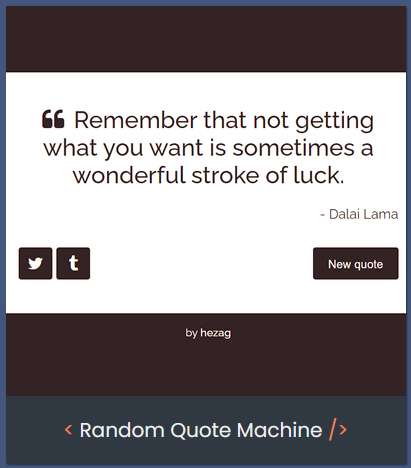 ❝ Remember that not getting
what you want is sometimes a
wonderful stroke of luck.
- Dalai Lama
t
New quote
by hezag
< Random Quote Machine />